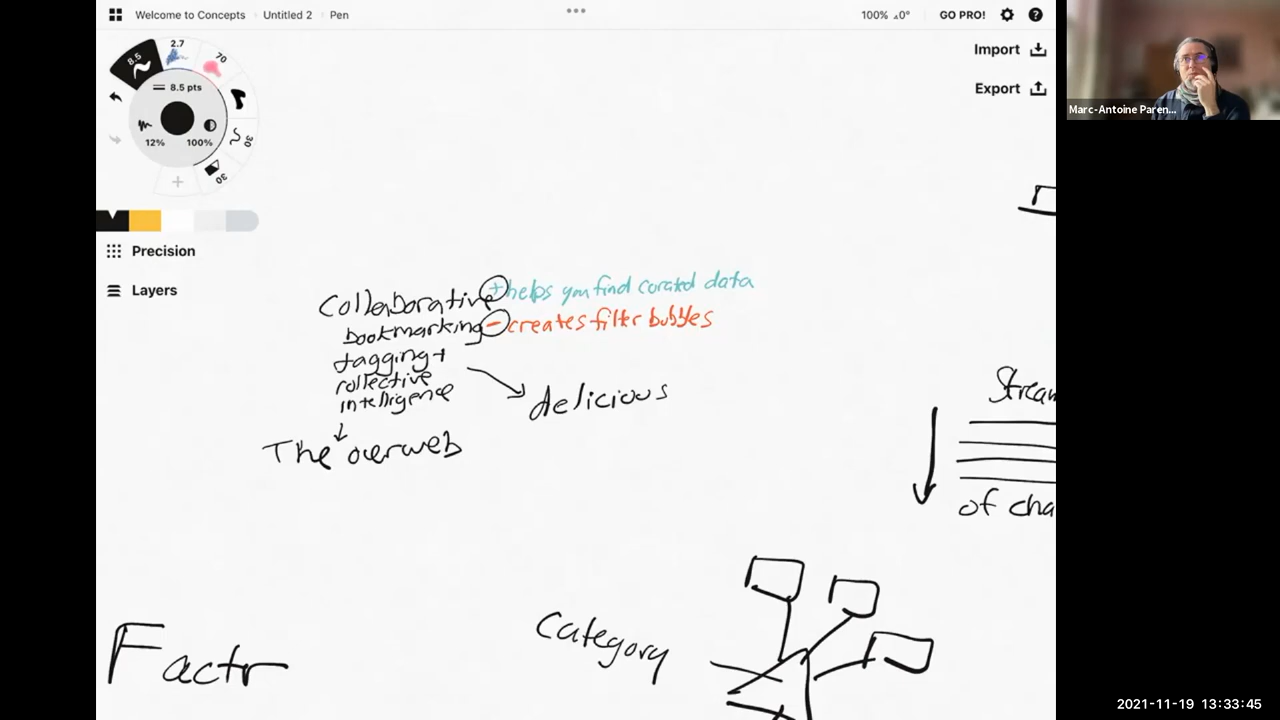 Welcome to Concepts Untitled 2 Pen
100% ⊿0° GO PRO!
Import
Export
8.5
2.7
70
8.5 pts
12% 100%
30
30
Precision
Layers
Marc-Antoine Paren...
Collaborative + helps you find curated data
bookmarking - creates filter bubbles
tagging +
collective
intelligence
delicious
The overweb
Stream
of cha
Category
Factr
2021-11-19 13:33:45